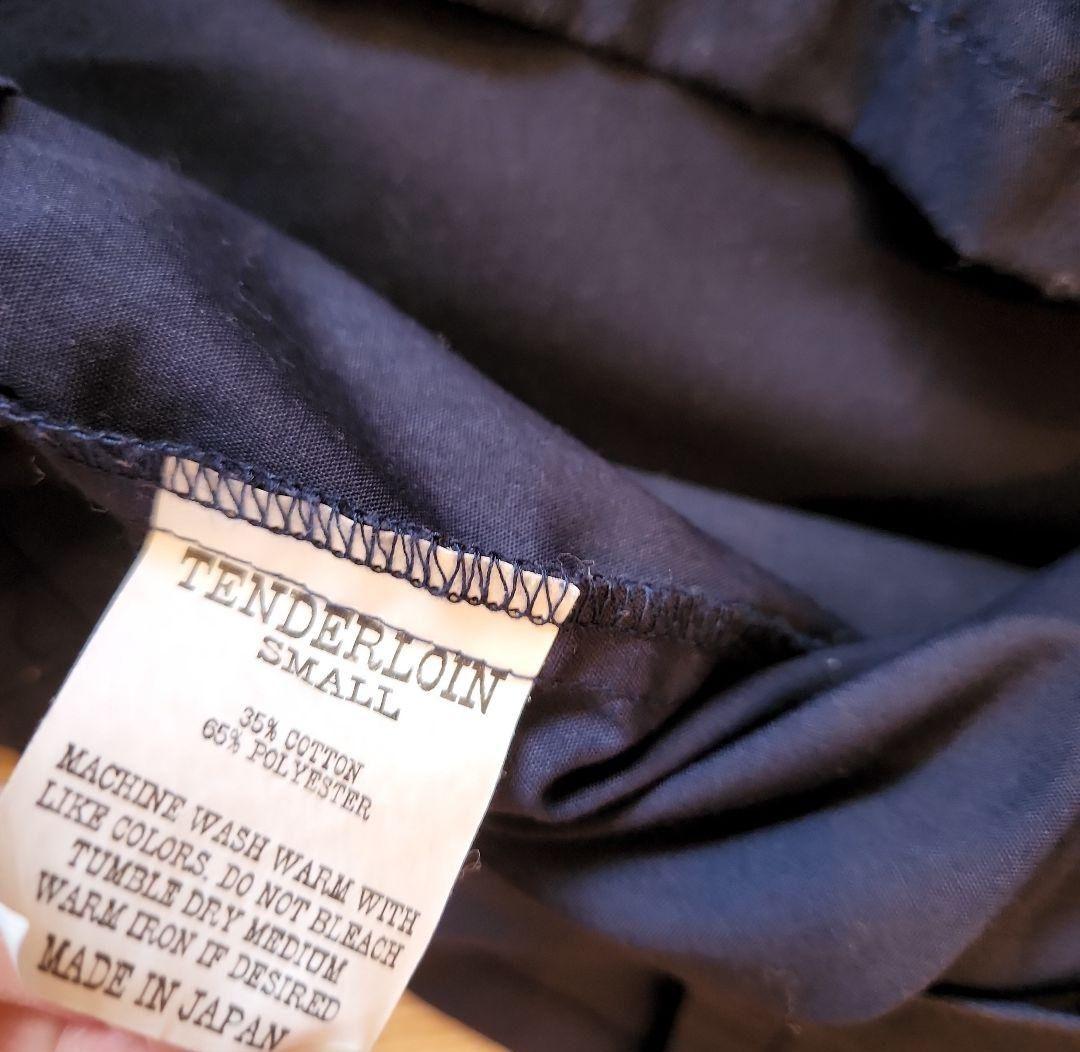 TENDERLOIN
SMALL
35% COTTON
65% POLYESTER
MACHINE WASH WARM WITH
LIKE COLORS. DO NOT BLEACH
TUMBLE DRY MEDIUM
WARM IRON IF DESIRED
MADE IN JAPAN